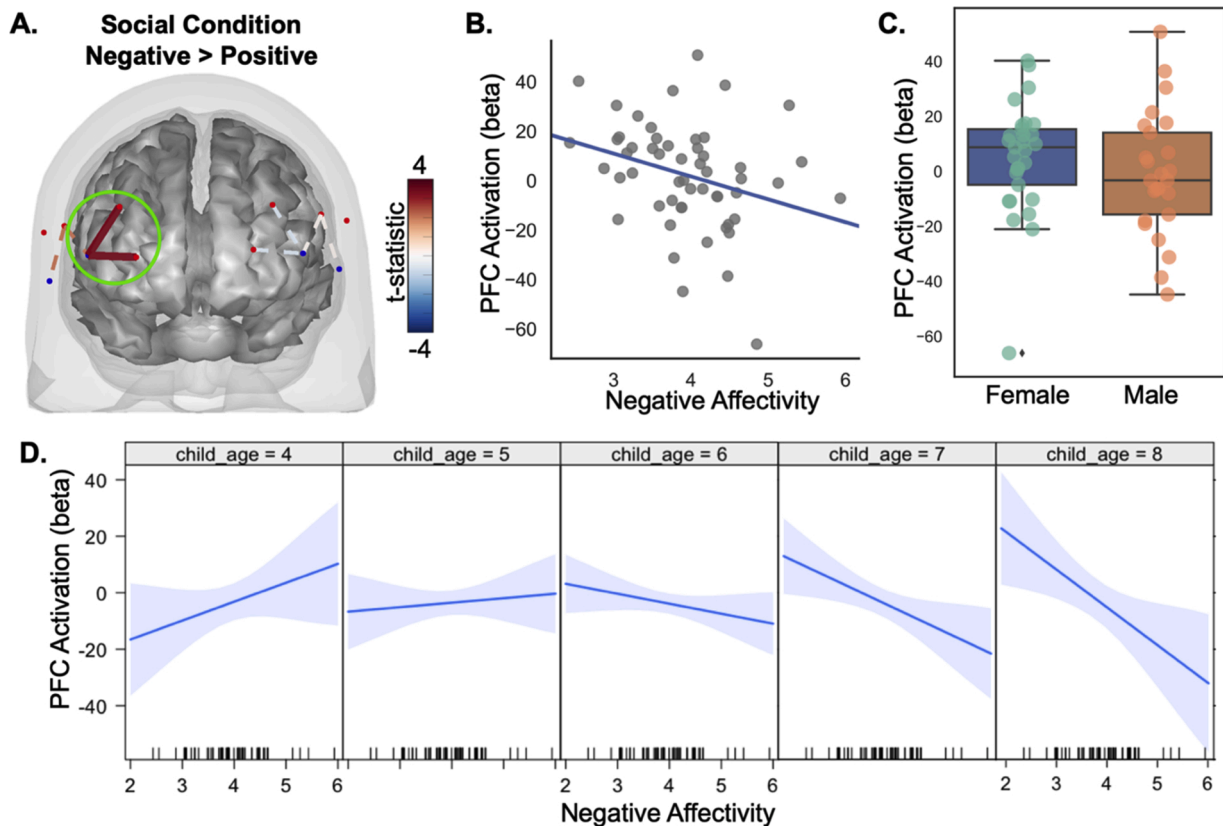 A.
Social Condition
Negative > Positive
4
t-statistic
-4
B.
PFC Activation (beta)
40
20
0
−20
−40
−60
3 4 5 6
Negative Affectivity
C.
PFC Activation (beta)
40
20
0
−20
−40
−60
Female Male
D.
child_age = 4 child_age = 5 child_age = 6 child_age = 7 child_age = 8
PFC Activation (beta)
40
20
0
-20
-40
2 3 4 5 6 2 3 4 5 6 2 3 4 5 6
Negative Affectivity